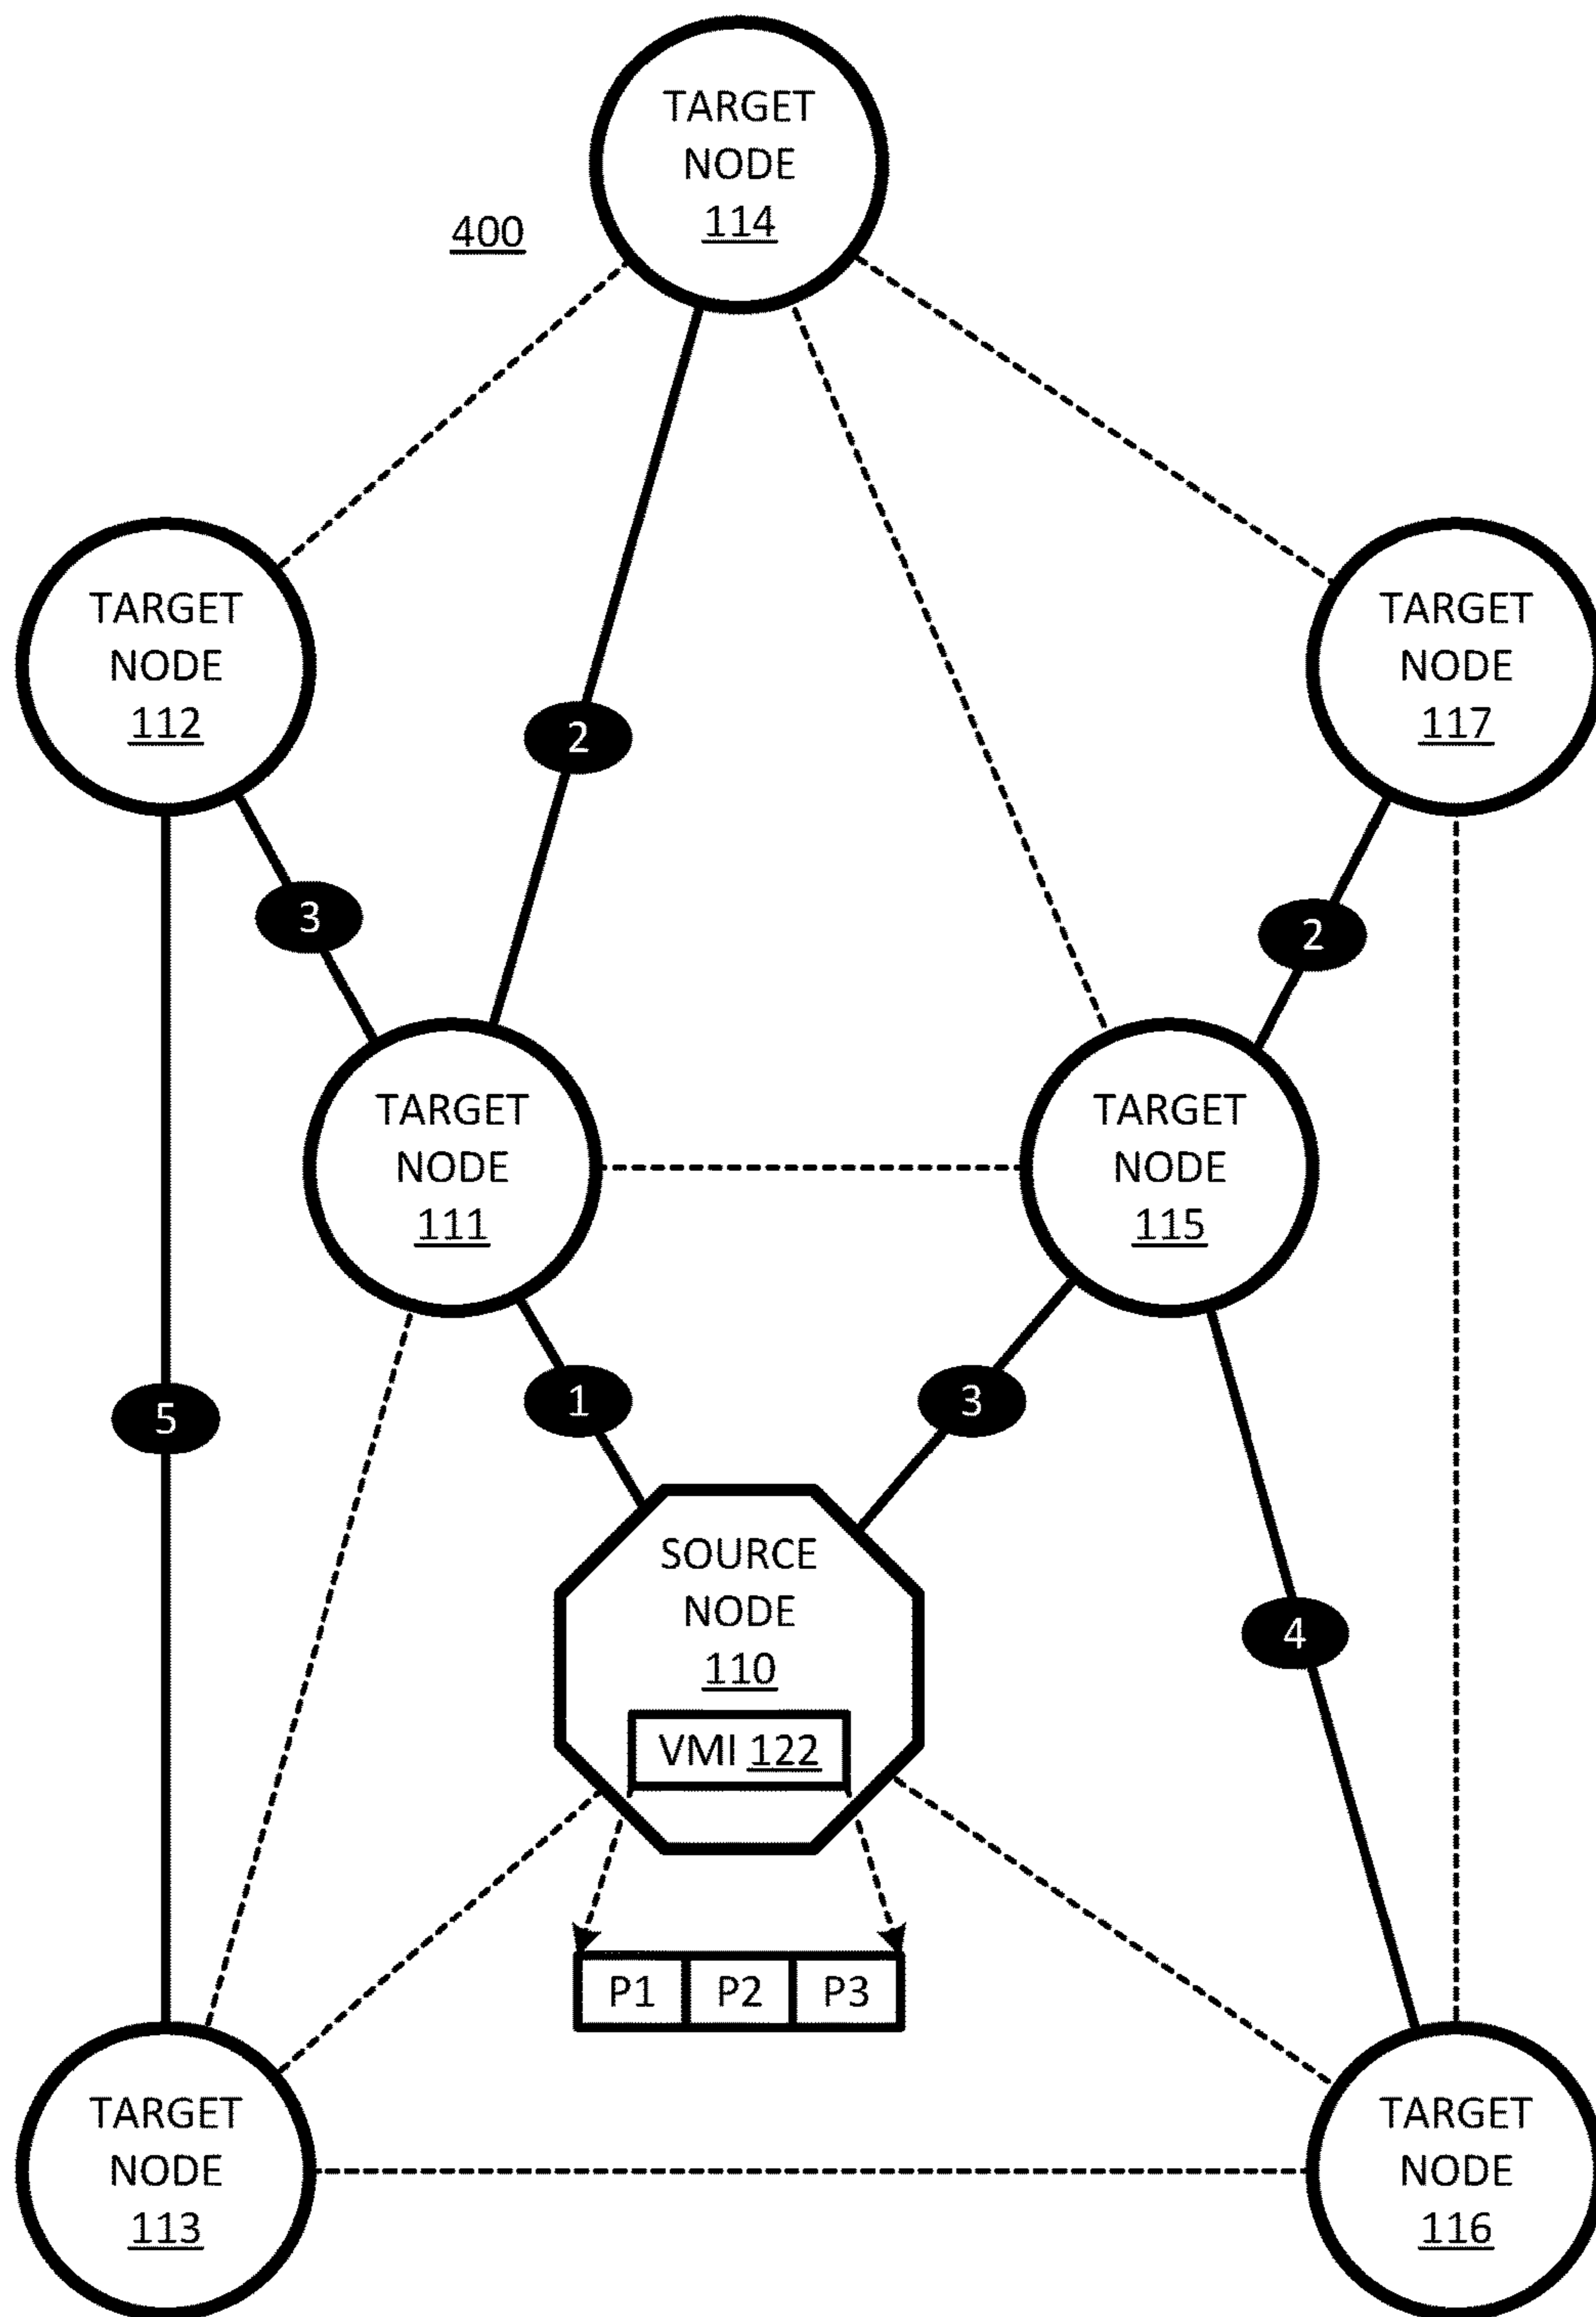 TARGET
NODE
114
400
TARGET
NODE
112
TARGET
NODE
117
2
3
2
TARGET
NODE
111
TARGET
NODE
115
1
3
5
SOURCE
NODE
110
VMI 122
4
P1 P2 P3
TARGET
NODE
113
TARGET
NODE
116